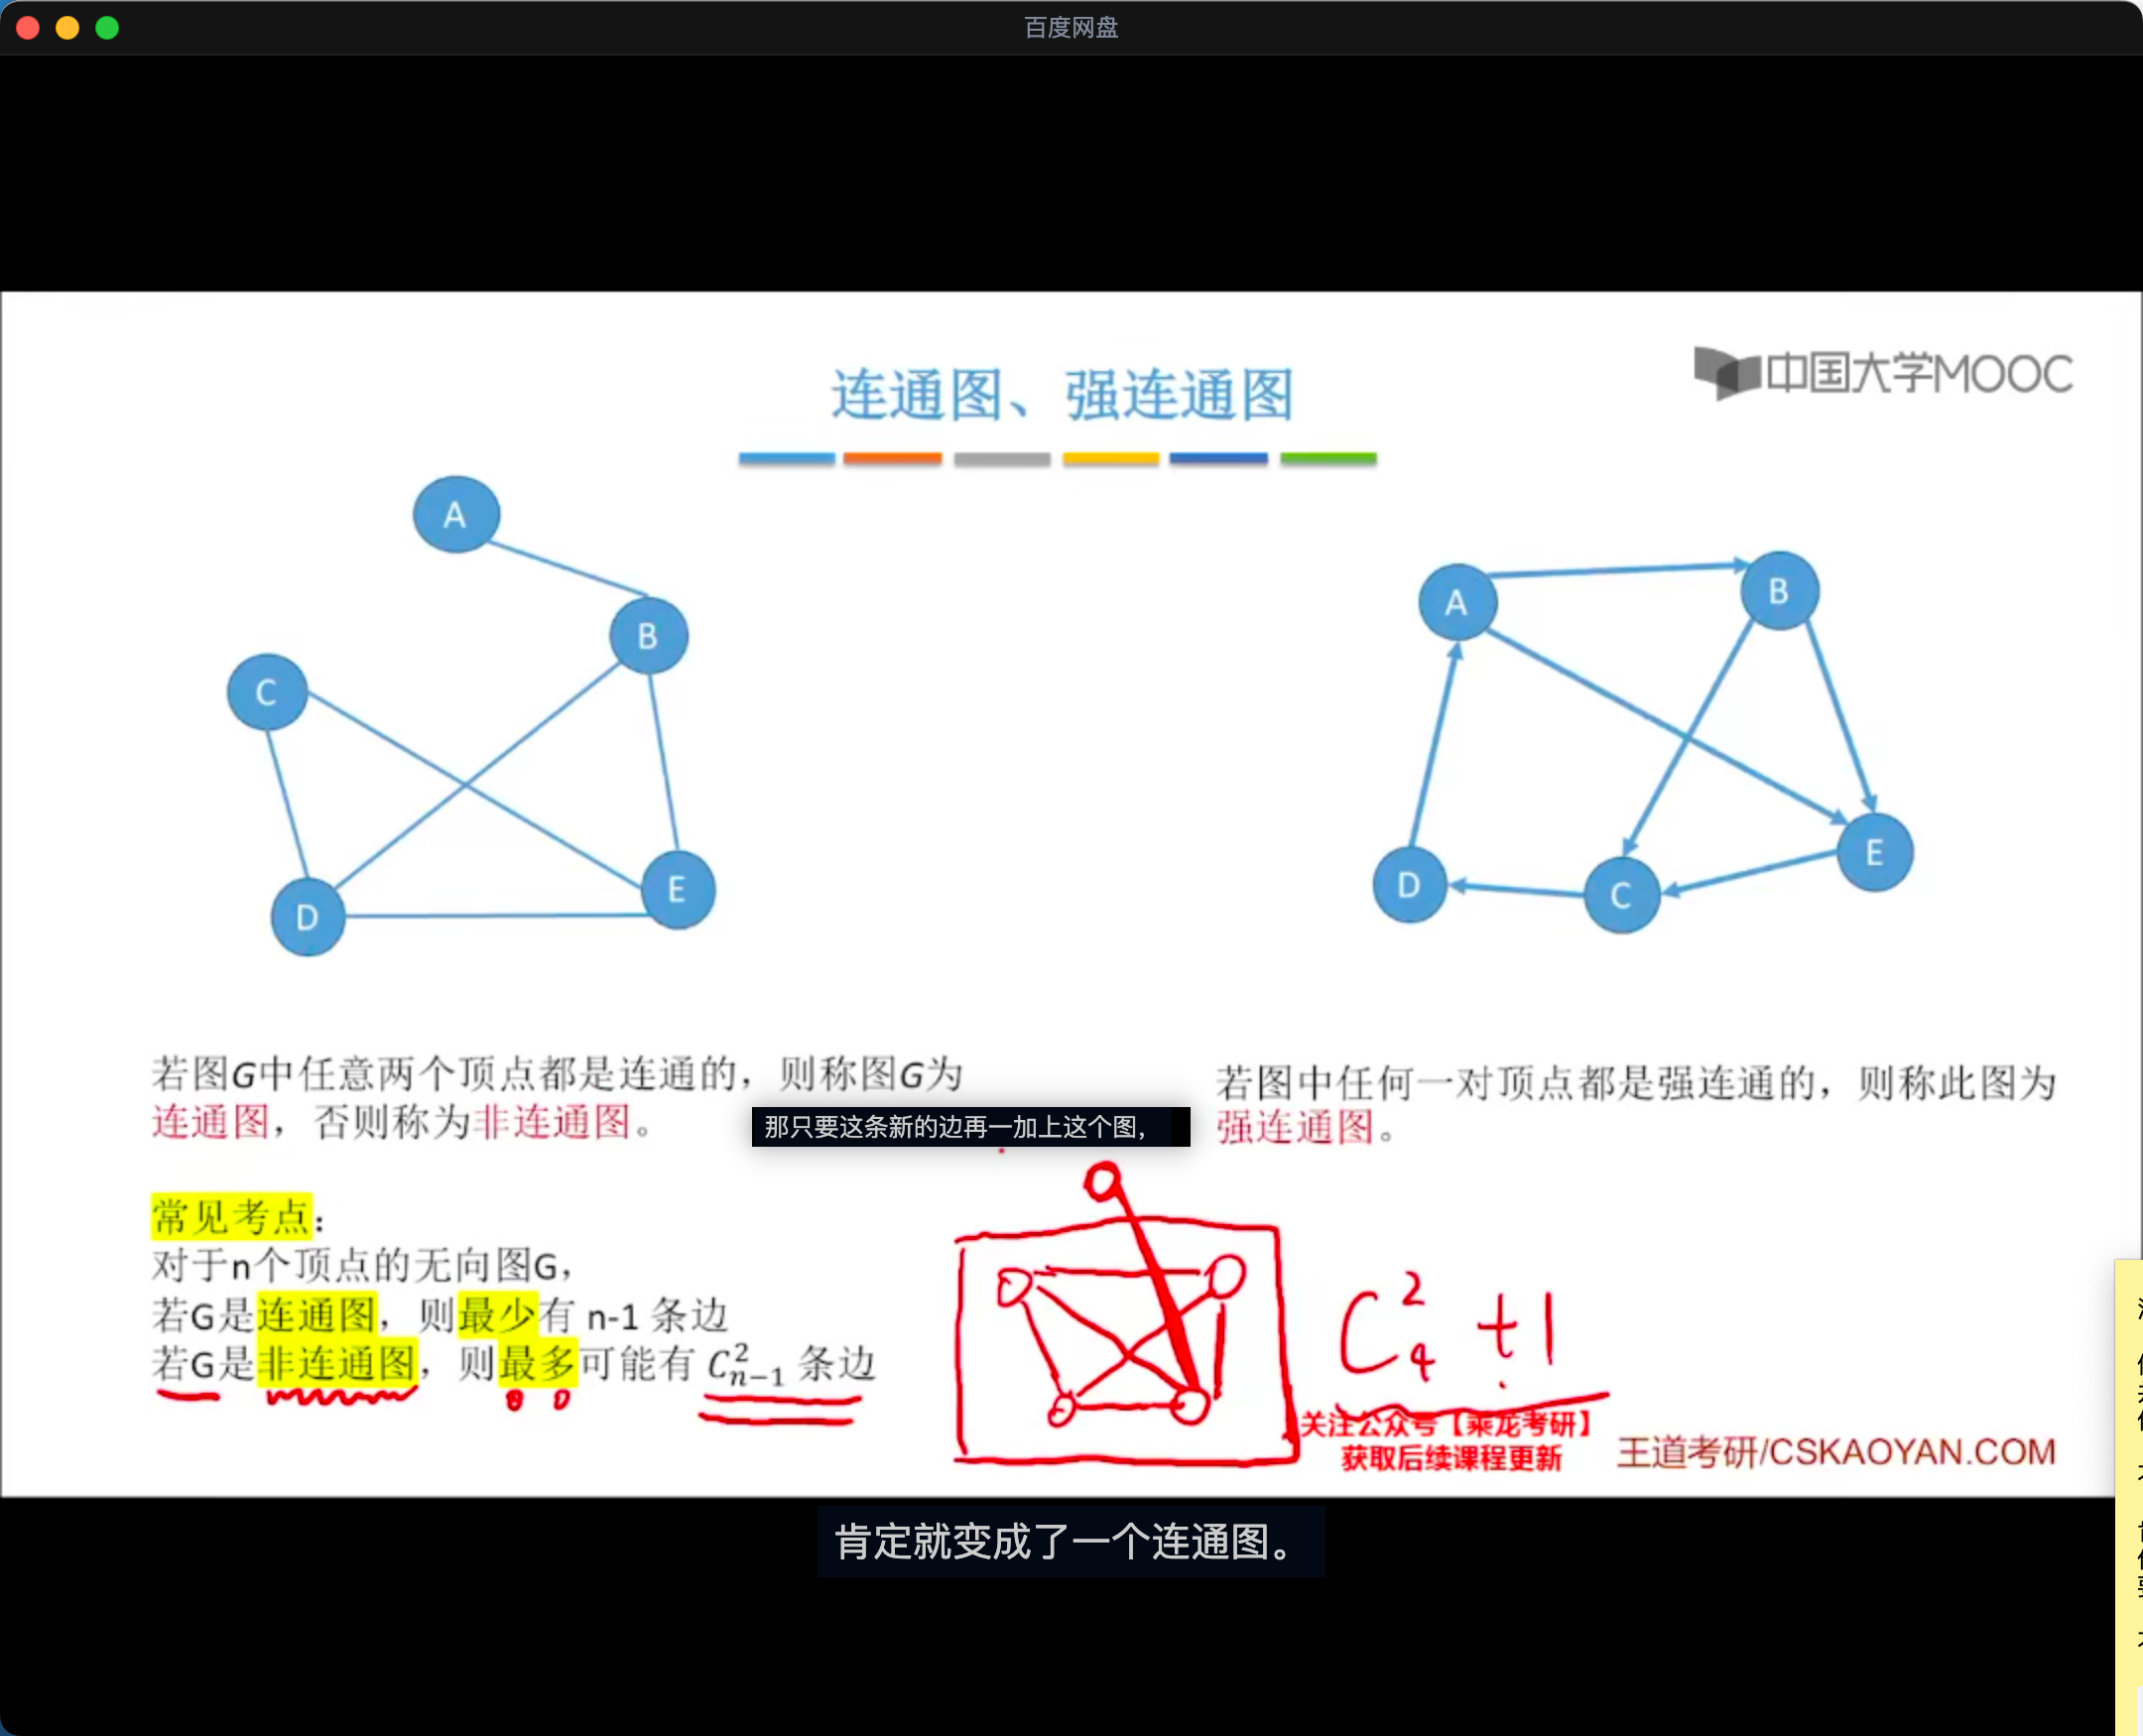 百度网盘
连通图、强连通图
中国大学MOOC
A
B
C
D
E
A
B
E
D
C
若图G中任意两个顶点都是连通的，则称图G为
连通图，否则称为非连通图。
若图中任何一对顶点都是强连通的，则称此图为
强连通图。
那只要这条新的边再一加上这个图，
常见考点：
对于n个顶点的无向图G，
若G是连通图，则最少有 n-1 条边
若G是非连通图，则最多可能有 C²ₙ₋₁ 条边
C²₄ +1
关注公众号【乘龙考研】
获取后续课程更新
王道考研/CSKAOYAN.COM
肯定就变成了一个连通图。